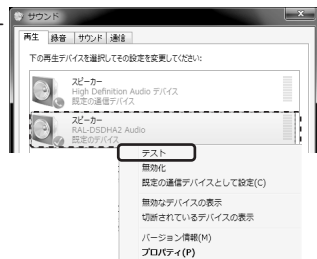 サウンド
再生 録音 サウンド 通信
下の再生デバイスを選択してその設定を変更してください:
スピーカー
High Definition Audio デバイス
既定の通信デバイス
スピーカー
RAL-DSDHA2 Audio
既定のデバイス
テスト
無効化
既定の通信デバイスとして設定(C)
無効なデバイスの表示
切断されているデバイスの表示
バージョン情報(M)
プロパティ(P)